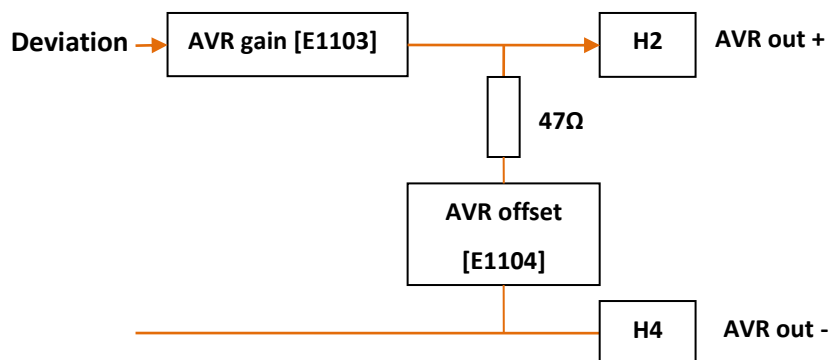 Deviation
AVR gain [E1103]
H2
AVR out +
47Ω
AVR offset
[E1104]
H4
AVR out -